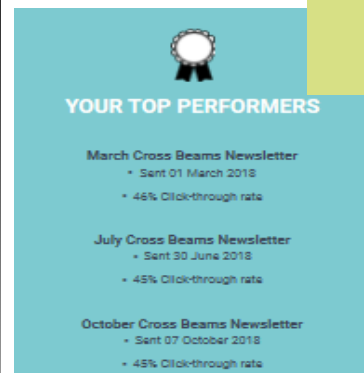 YOUR TOP PERFORMERS
March Cross Beams Newsletter
• Sent 01 March 2018
• 46% Click-through rate
July Cross Beams Newsletter
• Sent 30 June 2018
• 45% Click-through rate
October Cross Beams Newsletter
• Sent 07 October 2018
• 45% Click-through rate